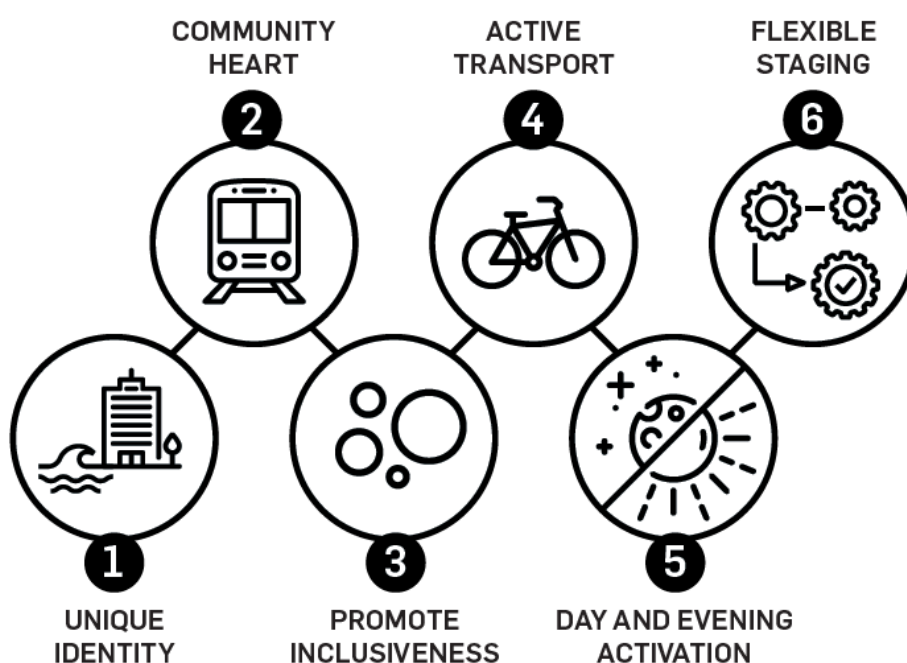 COMMUNITY
HEART
2
ACTIVE
TRANSPORT
4
FLEXIBLE
STAGING
6
1
UNIQUE
IDENTITY
3
PROMOTE
INCLUSIVENESS
5
DAY AND EVENING
ACTIVATION